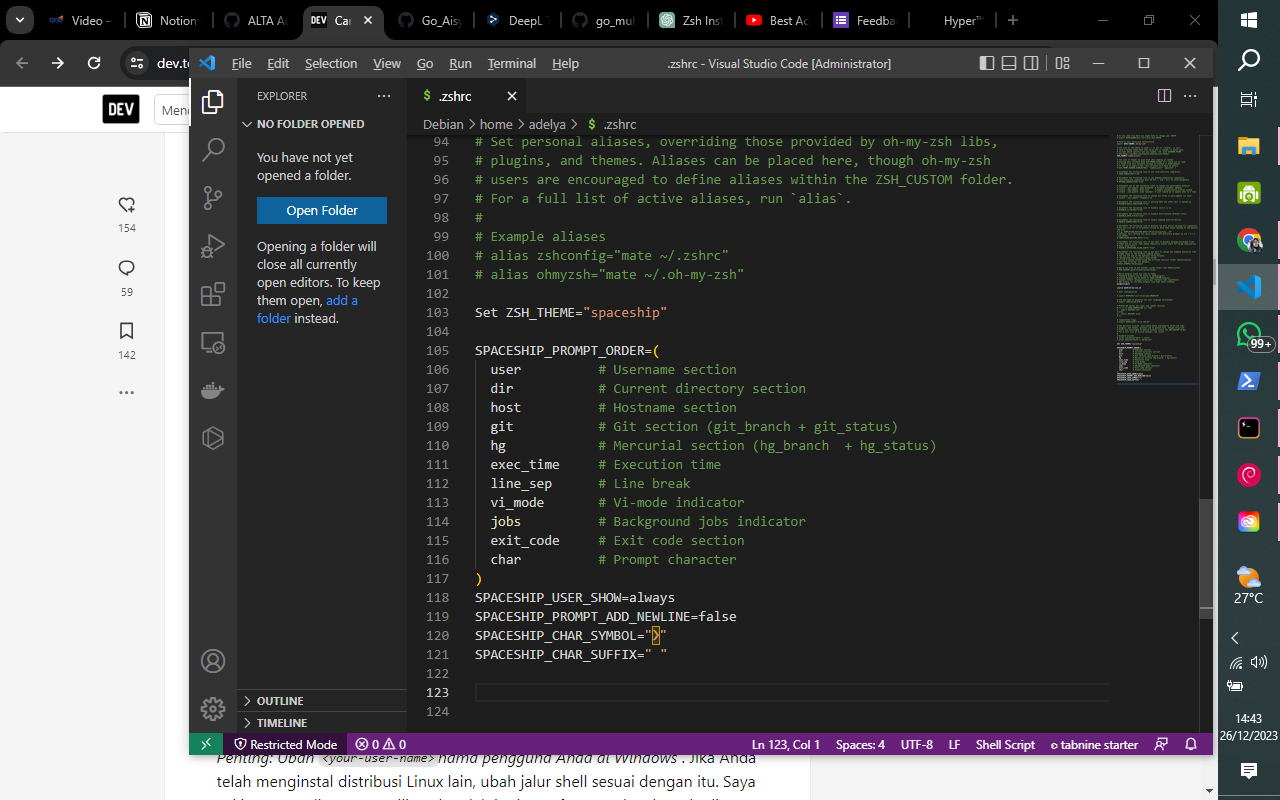 Video –
Notion
ALTA Ac
Car
Go_Aisy
DeepL T
go_mul
Zsh Inst
Best Ac
Feedba
Hyper™
dev.to
DEV
Menc
154
59
142
File Edit Selection View Go Run Terminal Help
.zshrc - Visual Studio Code [Administrator]
EXPLORER
NO FOLDER OPENED
You have not yet
opened a folder.
Open Folder
Opening a folder will
close all currently
open editors. To keep
them open, add a
folder instead.
OUTLINE
TIMELINE
$ .zshrc
Debian > home > adelya > $ .zshrc
94 # Set personal aliases, overriding those provided by oh-my-zsh libs,
95 # plugins, and themes. Aliases can be placed here, though oh-my-zsh
96 # users are encouraged to define aliases within the ZSH_CUSTOM folder.
97 # For a full list of active aliases, run `alias`.
98 #
99 # Example aliases
100 # alias zshconfig="mate ~/.zshrc"
101 # alias ohmyzsh="mate ~/.oh-my-zsh"
102
103 Set ZSH_THEME="spaceship"
104
105 SPACESHIP_PROMPT_ORDER=(
106 user # Username section
107 dir # Current directory section
108 host # Hostname section
109 git # Git section (git_branch + git_status)
110 hg # Mercurial section (hg_branch  + hg_status)
111 exec_time # Execution time
112 line_sep # Line break
113 vi_mode # Vi-mode indicator
114 jobs # Background jobs indicator
115 exit_code # Exit code section
116 char # Prompt character
117 )
118 SPACESHIP_USER_SHOW=always
119 SPACESHIP_PROMPT_ADD_NEWLINE=false
120 SPACESHIP_CHAR_SYMBOL="❯"
121 SPACESHIP_CHAR_SUFFIX=" "
122
123
124
Restricted Mode 0 0 Ln 123, Col 1 Spaces: 4 UTF-8 LF Shell Script tabnine starter
Penting: Ubah <your-user-name> nama pengguna Anda di Windows . Jika Anda
telah menginstal distribusi Linux lain, ubah jalur shell sesuai dengan itu. Saya
99+
27°C
14:43
26/12/2023